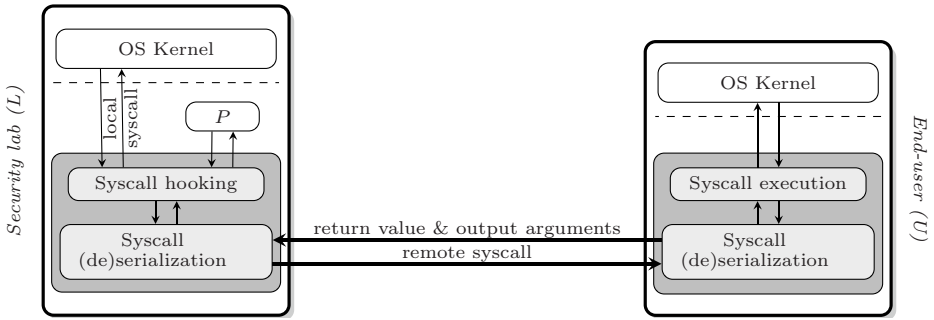 Security lab (L)
OS Kernel
local
syscall
P
Syscall hooking
Syscall
(de)serialization
return value & output arguments
remote syscall
OS Kernel
Syscall execution
Syscall
(de)serialization
End-user (U)